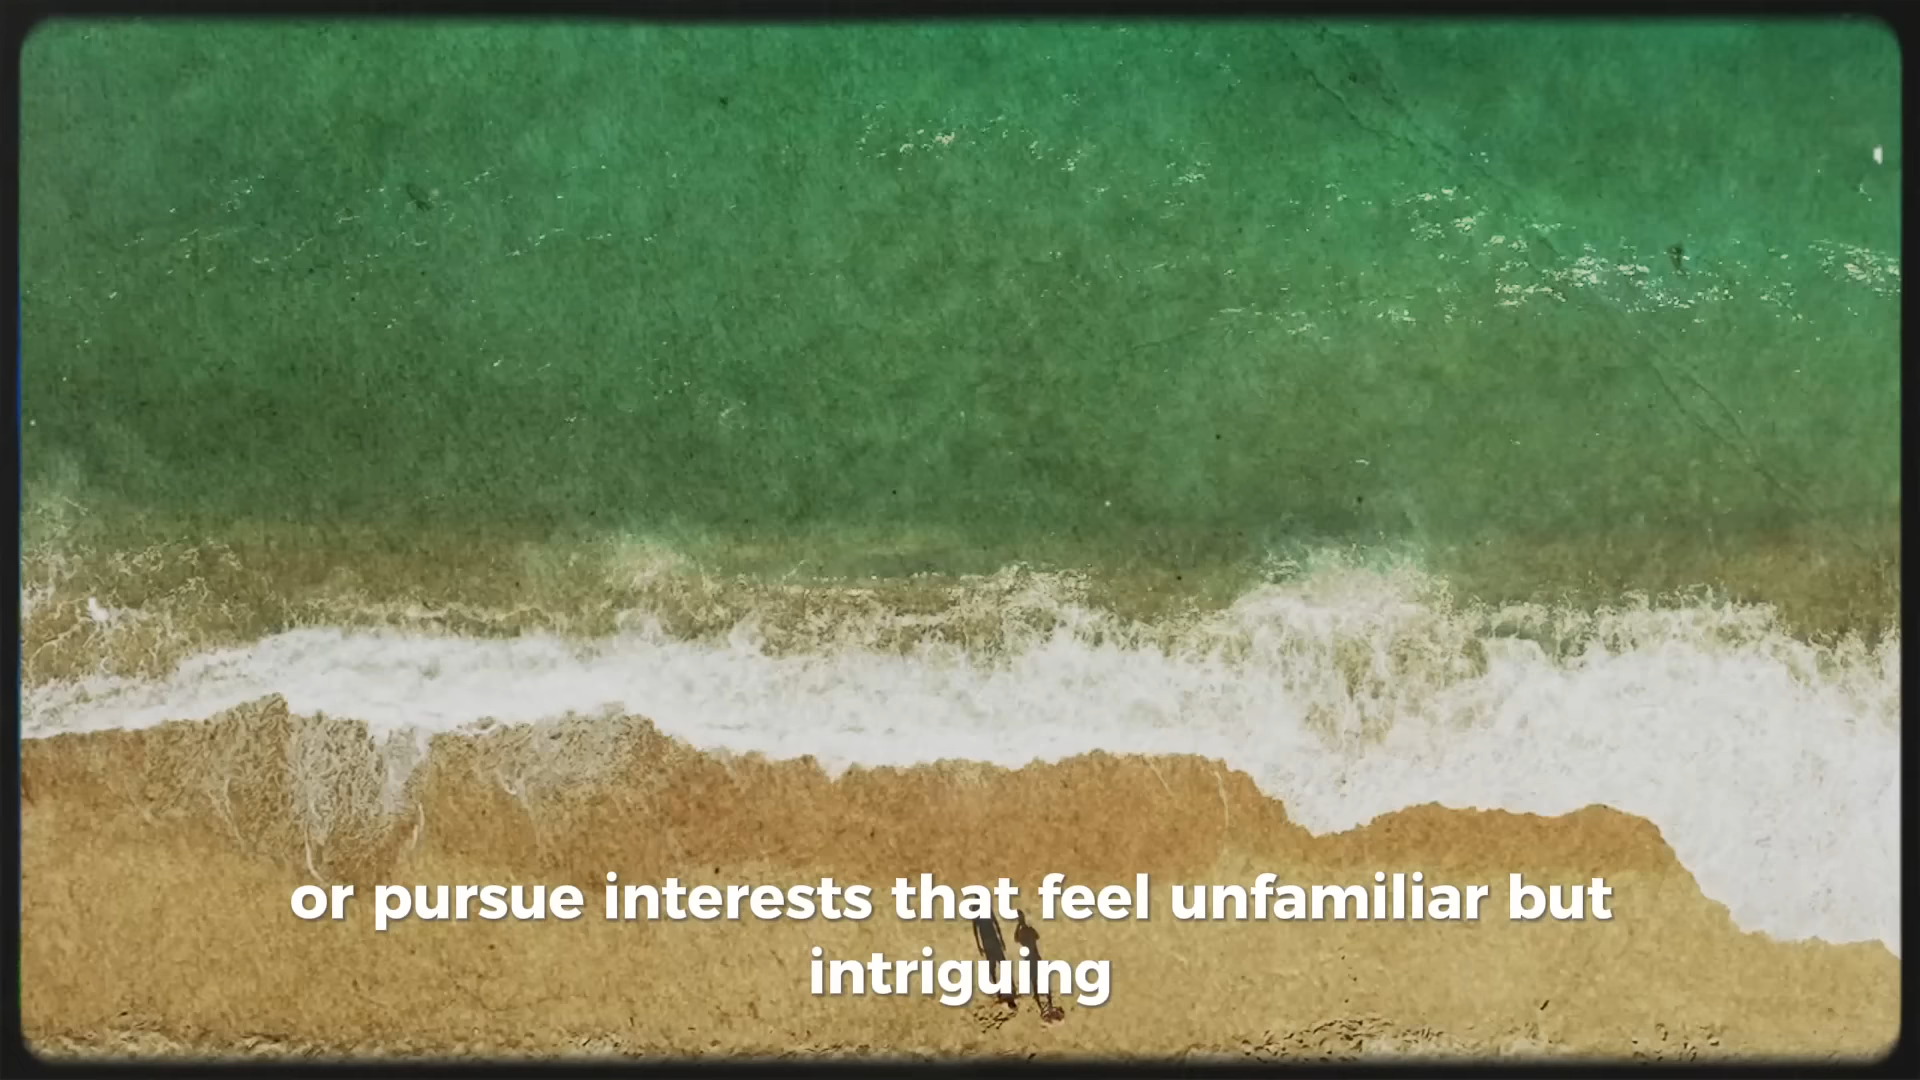 or pursue interests that feel unfamiliar but
intriguing